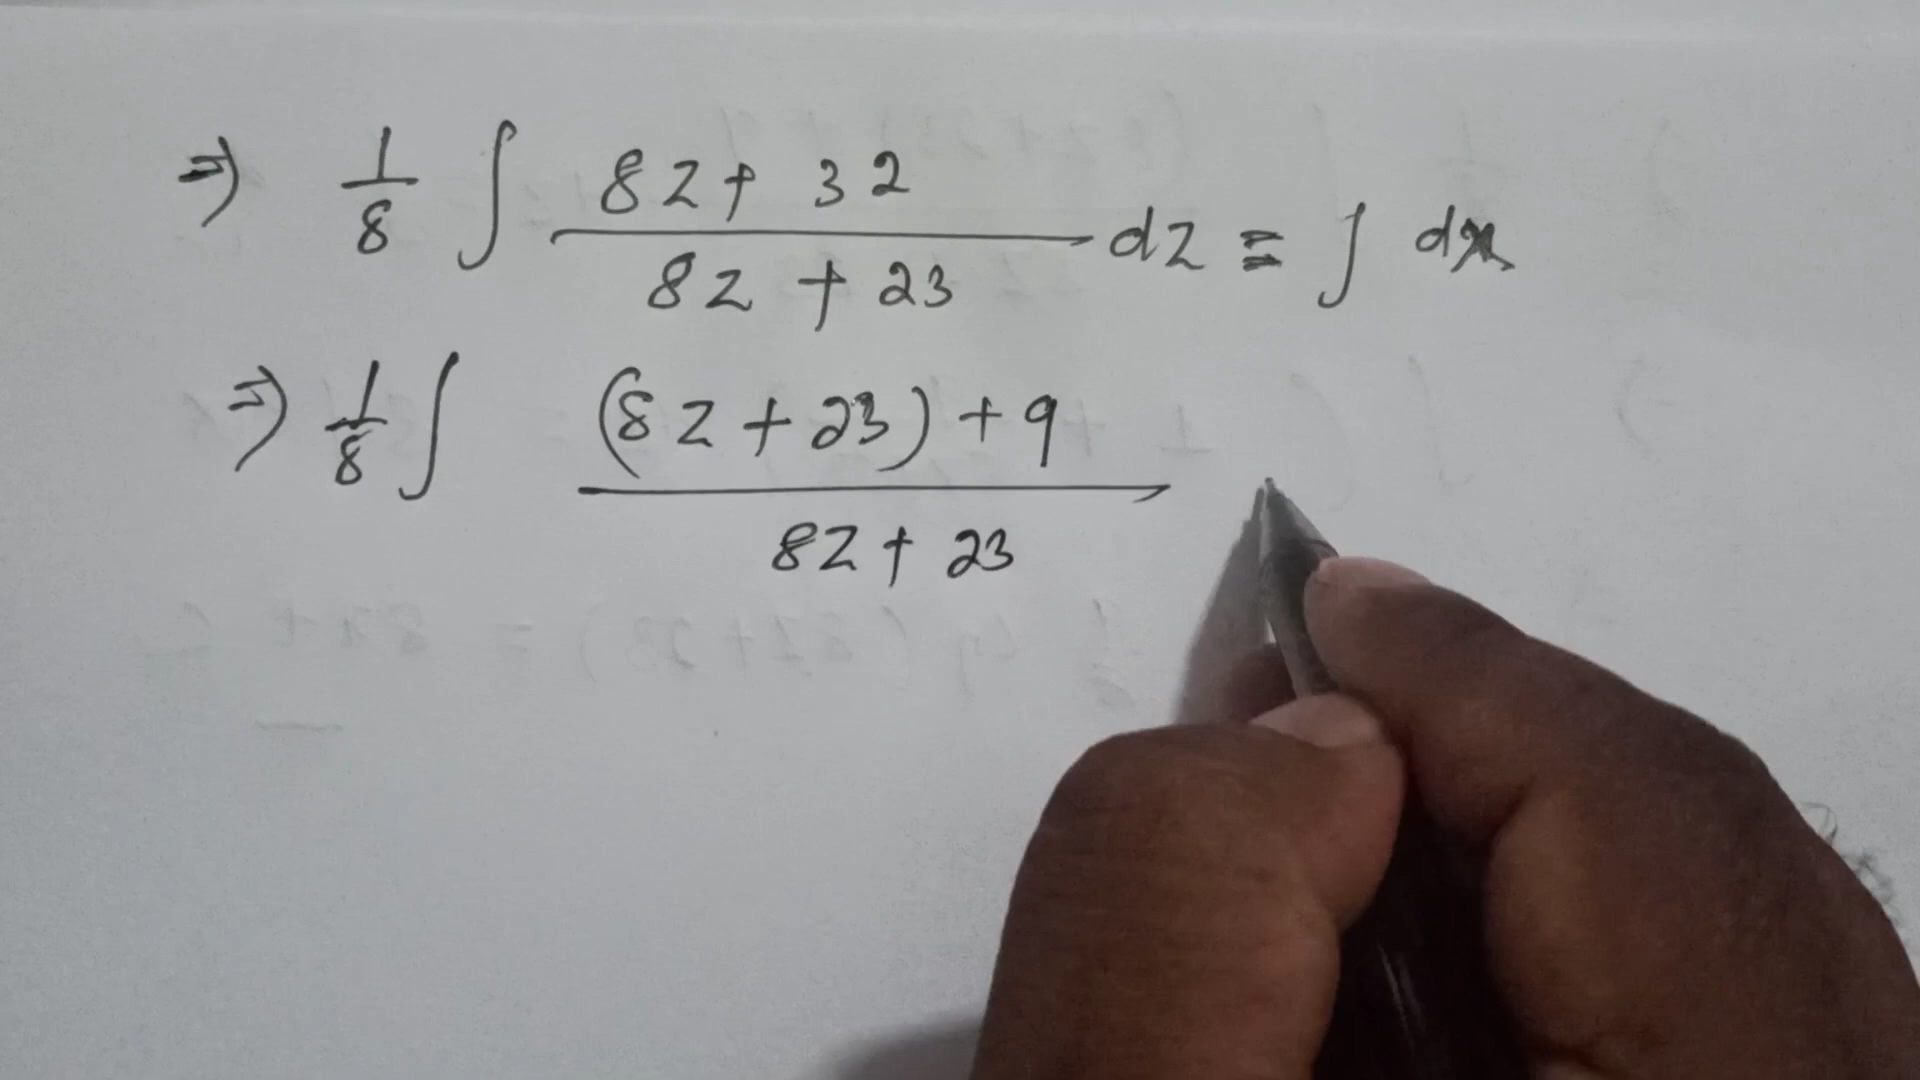 ⇒ 1/8 ∫ (8z + 32)/(8z + 23) dz = ∫ dx
⇒ 1/8 ∫ ((8z + 23) + 9)/(8z + 23)